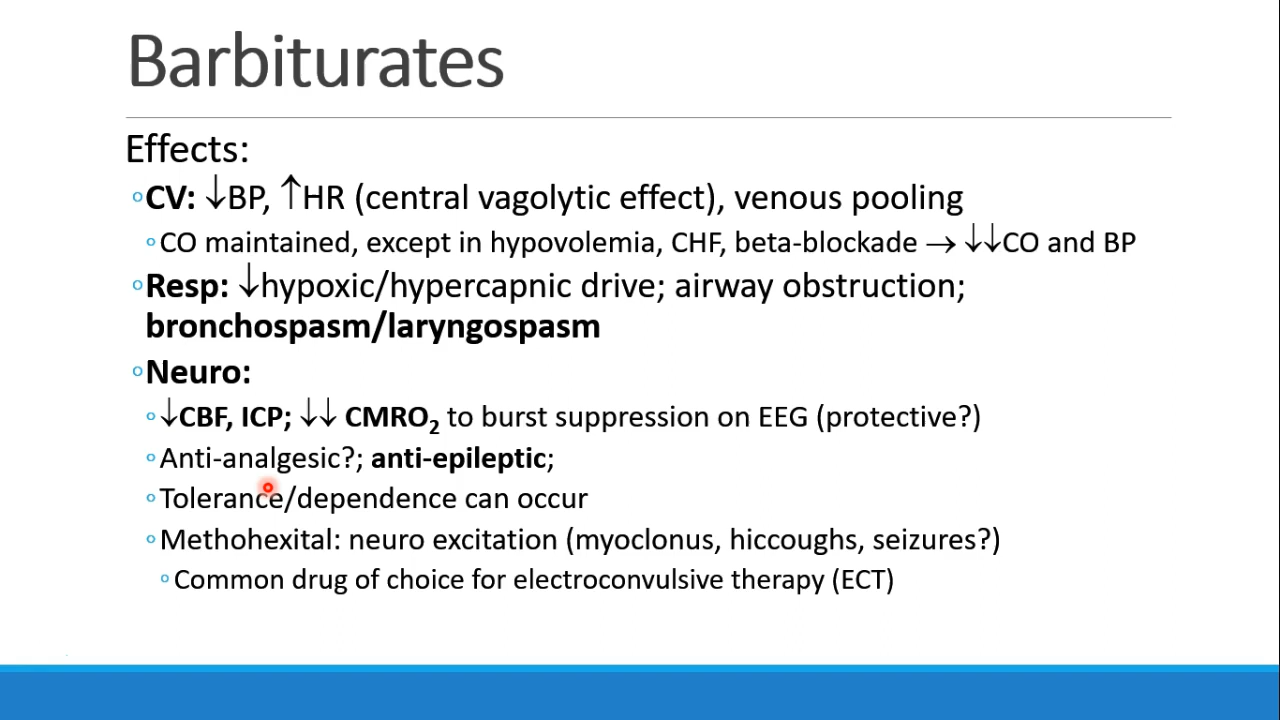 Barbiturates
Effects:
◦CV: ↓BP, ↑HR (central vagolytic effect), venous pooling
◦CO maintained, except in hypovolemia, CHF, beta-blockade → ↓↓CO and BP
◦Resp: ↓hypoxic/hypercapnic drive; airway obstruction;
bronchospasm/laryngospasm
◦Neuro:
◦↓CBF, ICP; ↓↓ CMRO₂ to burst suppression on EEG (protective?)
◦Anti-analgesic?; anti-epileptic;
◦Tolerance/dependence can occur
◦Methohexital: neuro excitation (myoclonus, hiccoughs, seizures?)
◦Common drug of choice for electroconvulsive therapy (ECT)